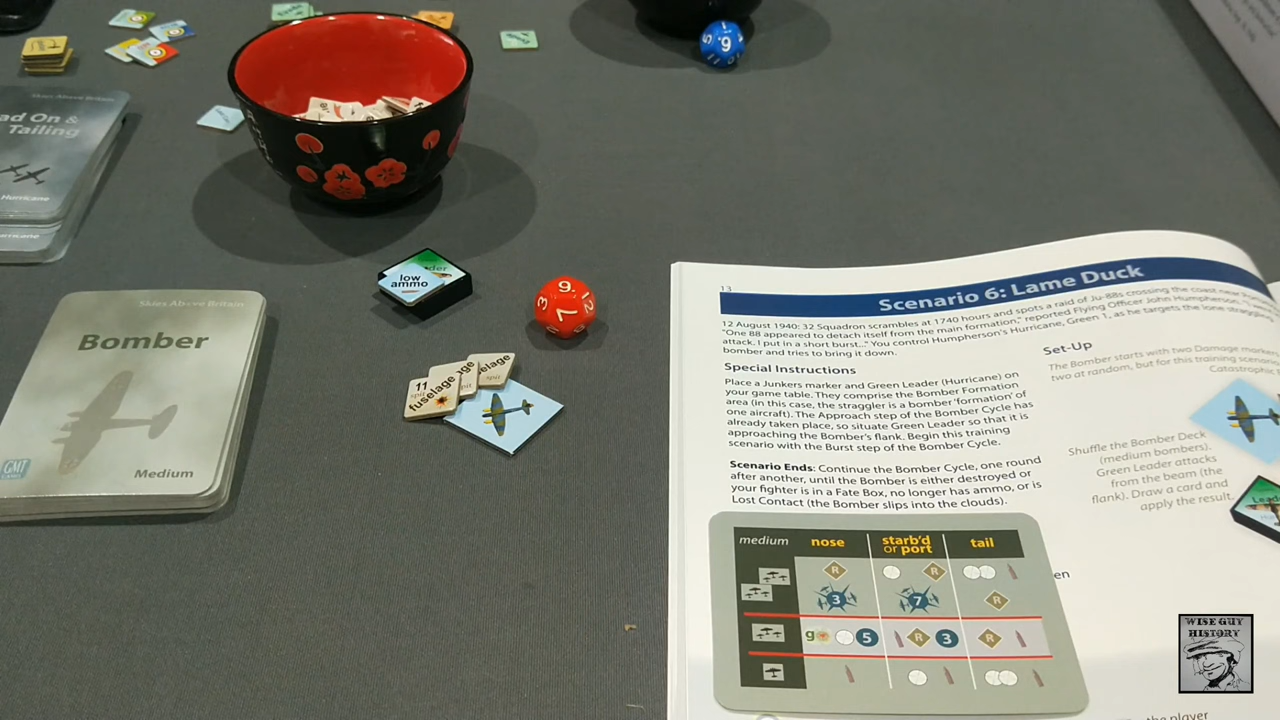 Skies Above Britain
ad On &
Tailing
Hurricane
9
low
ammo
9
3
7
Skies Above Britain
Bomber
GMT
Medium
11
fuselage
13
Scenario 6: Lame Duck
12 August 1940: 32 Squadron scrambles at 1740 hours and spots a raid of Ju-88s crossing the coast near
"One 88 appeared to detach itself from the main formation," reported Flying Officer John Humpherson,
attack. I put in a short burst..." You control Humpherson's Hurricane, Green 1, as he targets the lone
bomber and tries to bring it down.
Special Instructions
Place a Junkers marker and Green Leader (Hurricane) on
your game table. They comprise the Bomber Formation
area (in this case, the straggler is a bomber 'formation' of
one aircraft). The Approach step of the Bomber Cycle has
already taken place, so situate Green Leader so that it is
approaching the Bomber's flank. Begin this training
scenario with the Burst step of the Bomber Cycle.
Scenario Ends: Continue the Bomber Cycle, one round
after another, until the Bomber is either destroyed or
your fighter is in a Fate Box, no longer has ammo, or is
Lost Contact (the Bomber slips into the clouds).
Set-Up
The Bomber starts with two Damage
two at random, but for this training
Catastrophic
Shuffle the Bomber Deck
(medium bombers).
Green Leader attacks
from the beam (the
flank). Draw a card and
apply the result.
medium nose starb'd or port tail
R R
3 7 R
g 5 R 3 R
en
the player
WISE GUY
HISTORY